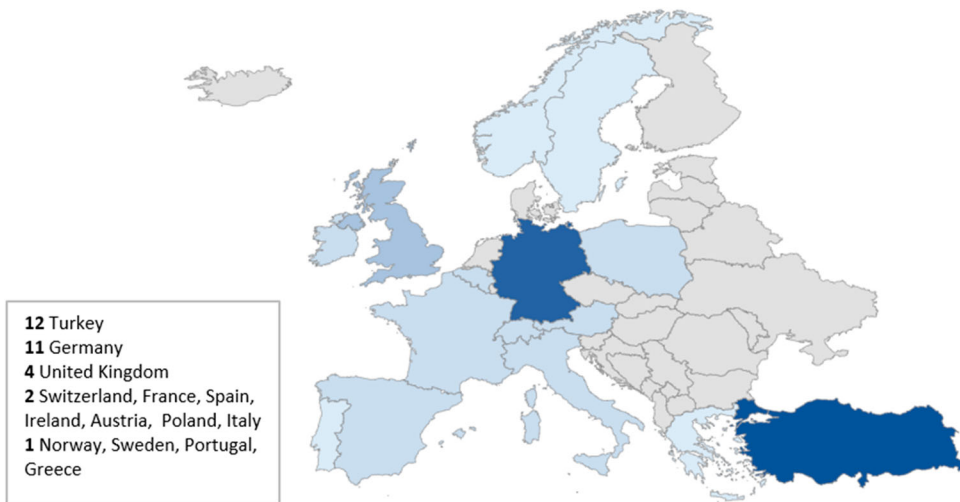 12 Turkey
11 Germany
4 United Kingdom
2 Switzerland, France, Spain,
Ireland, Austria, Poland, Italy
1 Norway, Sweden, Portugal,
Greece